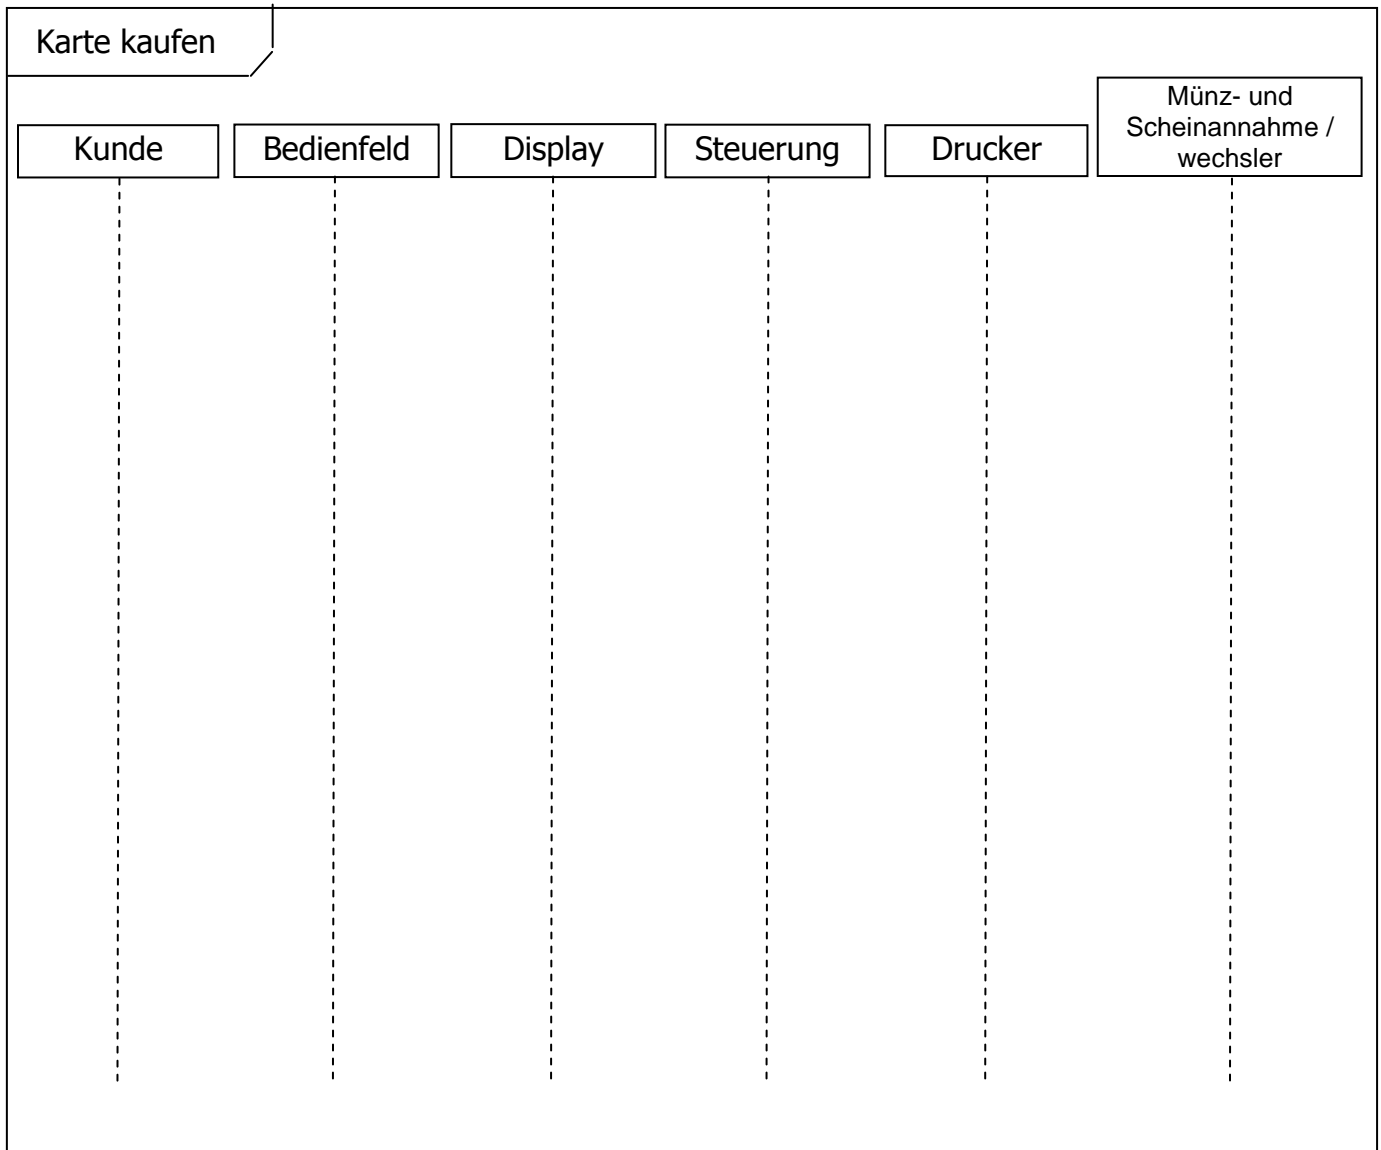 Karte kaufen
Kunde
Bedienfeld
Display
Steuerung
Drucker
Münz- und
Scheinannahme /
wechsler